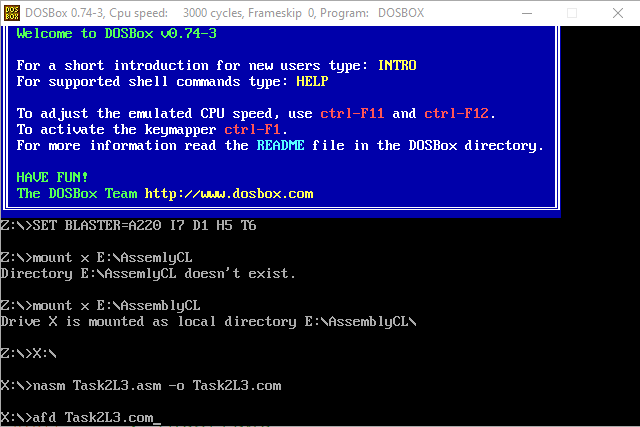 DOSBox 0.74-3, Cpu speed:    3000 cycles, Frameskip  0, Program:   DOSBOX
Welcome to DOSBox v0.74-3
For a short introduction for new users type: INTRO
For supported shell commands type: HELP
To adjust the emulated CPU speed, use ctrl-F11 and ctrl-F12.
To activate the keymapper ctrl-F1.
For more information read the README file in the DOSBox directory.
HAVE FUN!
The DOSBox Team http://www.dosbox.com
Z:\>SET BLASTER=A220 I7 D1 H5 T6
Z:\>mount x E:\AssemlyCL
Directory E:\AssemlyCL doesn't exist.
Z:\>mount x E:\AssemblyCL
Drive X is mounted as local directory E:\AssemblyCL\
Z:\>X:\
X:\>nasm Task2L3.asm -o Task2L3.com
X:\>afd Task2L3.com_